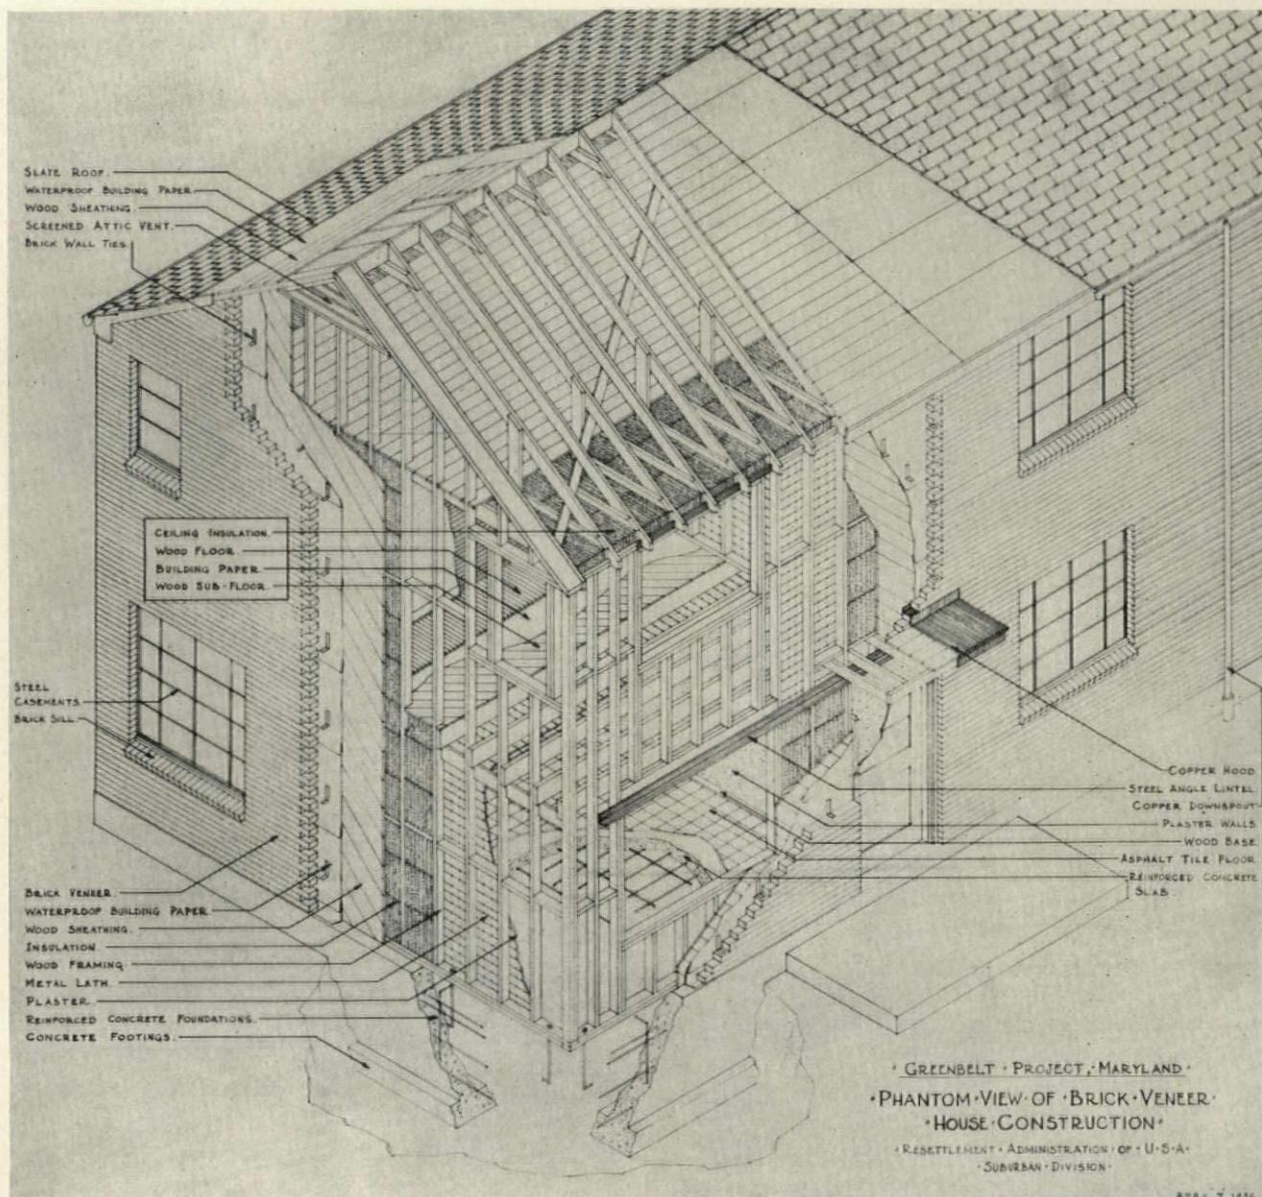 SLATE ROOF.
WATERPROOF BUILDING PAPER
WOOD SHEATHING.
SCREENED ATTIC VENT.
BRICK WALL TIES.
CEILING INSULATION
WOOD FLOOR
BUILDING PAPER
WOOD SUB-FLOOR
STEEL
CASEMENTS
BRICK SILL
BRICK VENEER
WATERPROOF BUILDING PAPER
WOOD SHEATHING.
INSULATION.
WOOD FRAMING
METAL LATH.
PLASTER.
REINFORCED CONCRETE FOUNDATIONS.
CONCRETE FOOTINGS.
COPPER HOOD
STEEL ANGLE LINTEL
COPPER DOWNSPOUT
PLASTER WALLS
WOOD BASE
ASPHALT TILE FLOOR
REINFORCED CONCRETE
SLAB
· GREENBELT · PROJECT, · MARYLAND ·
· PHANTOM · VIEW · OF · BRICK · VENEER ·
· HOUSE · CONSTRUCTION ·
· RESETTLEMENT · ADMINISTRATION · OF · U · S · A ·
· SUBURBAN · DIVISION ·